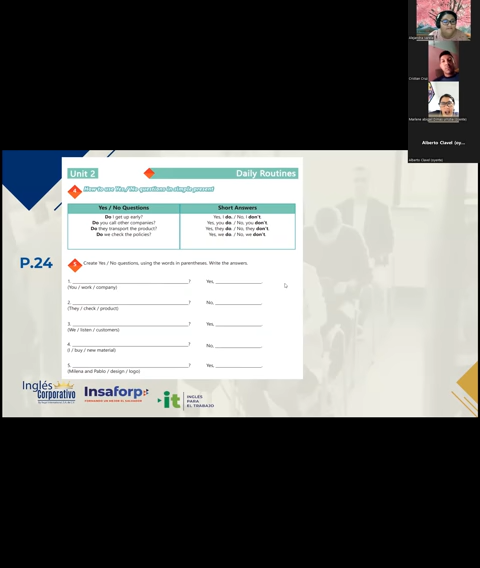 Alberto Clavel (oy...
Alberto Clavel (oyente)
Unit 2
Daily Routines
4
How to use Yes / No questions in simple present
Yes / No Questions
Short Answers
Do I get up early?
Yes, I do. / No, I don't.
Do you call other companies?
Yes, you do. / No, you don't.
Do they transport the product?
Yes, they do. / No, they don't.
Do we check the policies?
Yes, we do. / No, we don't.
P.24
Create Yes / No questions, using the words in parentheses. Write the answers.
1. ? Yes, .
(You / work / company)
2. ? No, .
(They / check / product)
3. ? Yes, .
(We / listen / customers)
4. ? No, .
(I / buy / new material)
5. ? Yes, .
(Milena and Pablo / design / logo)
Inglés
Corporativo
Insaforp
it
INGLÉS
PARA
EL TRABAJO